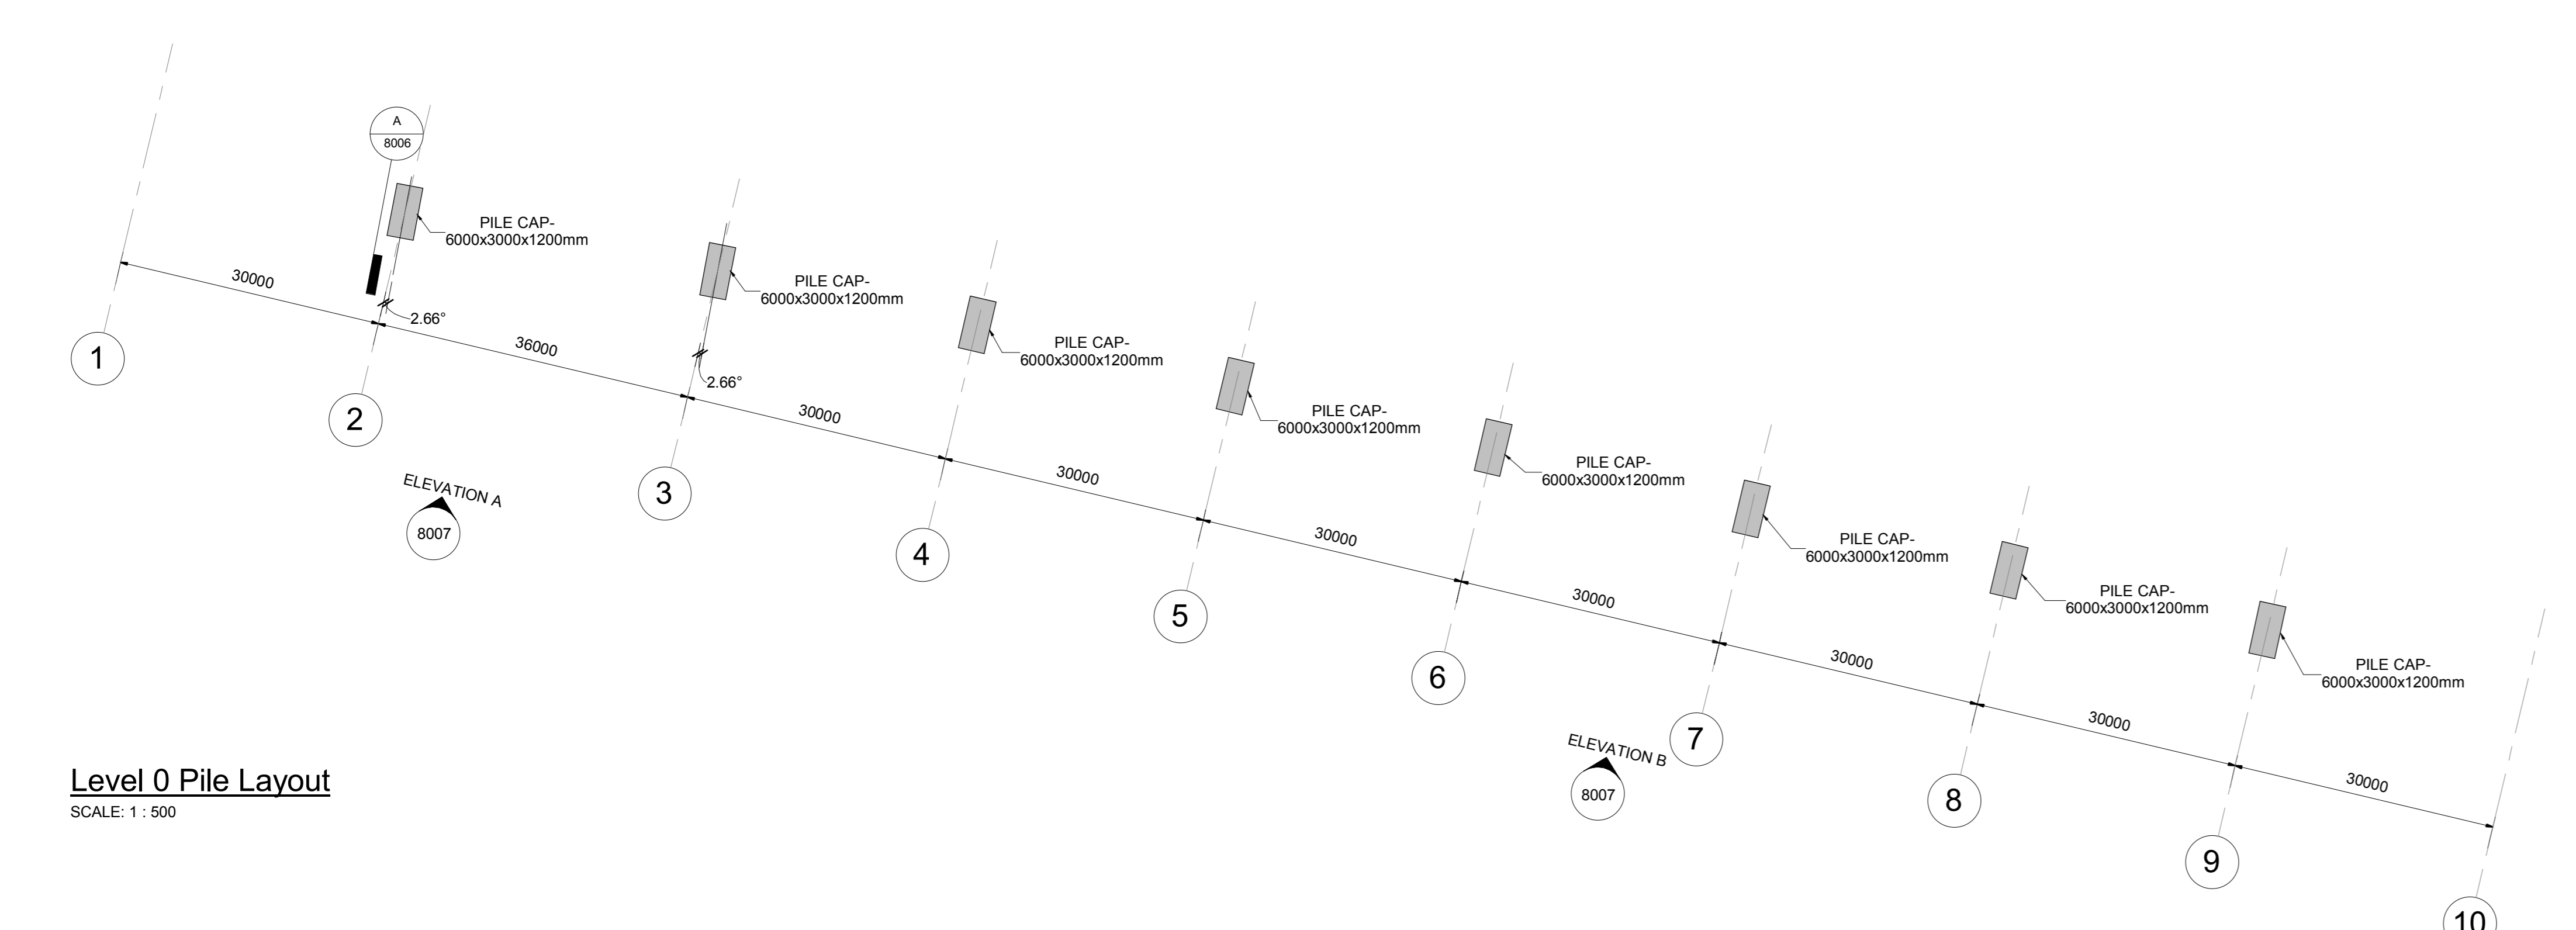 A
8006
PILE CAP-
6000x3000x1200mm
PILE CAP-
6000x3000x1200mm
PILE CAP-
6000x3000x1200mm
PILE CAP-
6000x3000x1200mm
PILE CAP-
6000x3000x1200mm
PILE CAP-
6000x3000x1200mm
PILE CAP-
6000x3000x1200mm
PILE CAP-
6000x3000x1200mm
30000
36000
30000
30000
30000
30000
30000
30000
30000
2.66°
2.66°
1
2
3
4
5
6
7
8
9
10
ELEVATION A
8007
ELEVATION B
8007
Level 0 Pile Layout
SCALE: 1 : 500